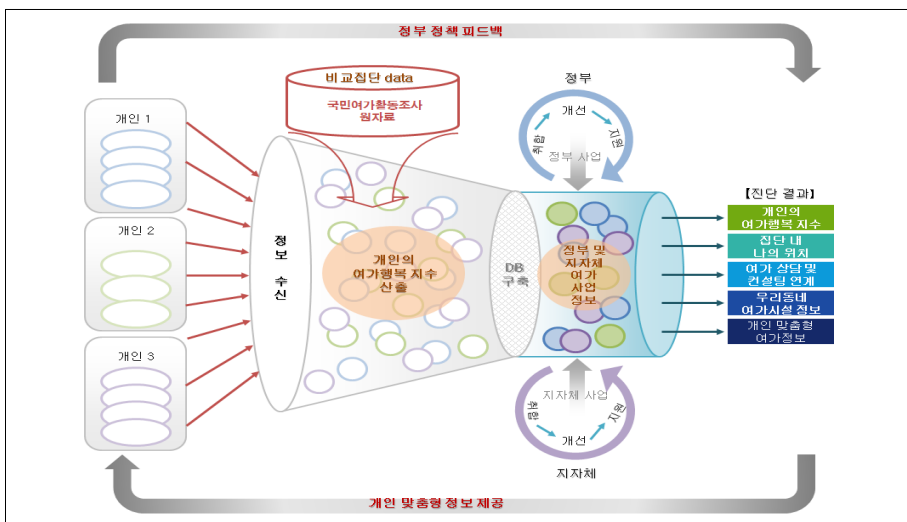 정부 정책 피드백
비교집단 data
국민여가활동조사
원자료
개인 1
개인 2
개인 3
정보 수신
개인의
여가행복 지수
산출
DB
구축
정부
개선
취합
지원
정부 사업
정부 및
지자체
여가
사업
정보
지자체 사업
취합
지원
개선
지자체
【진단 결과】
개인의
여가행복 지수
집단 내
나의 위치
여가 상담 및
컨설팅 연계
우리동네
여가시설 정보
개인 맞춤형
여가정보
개인 맞춤형 정보 제공